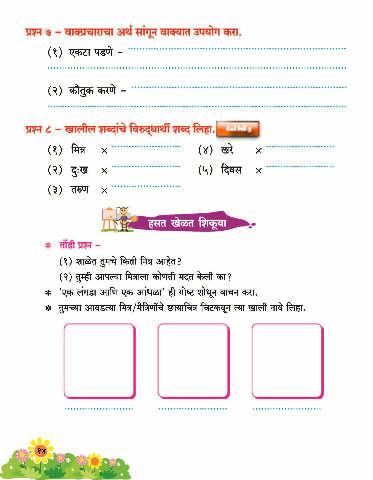 प्रश्न ७ – वाक्प्रचाराचा अर्थ सांगून वाक्यात उपयोग करा.
(१) एकटा पडणे –
(२) कौतुक करणे –
प्रश्न ८ – खालील शब्दांचे विरुद्धार्थी शब्द लिहा.
(१) मित्र × (४) खरे ×
(२) दुःख × (५) दिवस ×
(३) तरुण ×
हसत खेळत शिकूया
* तोंडी प्रश्न –
(१) शाळेत तुमचे किती मित्र आहेत?
(२) तुम्ही आपल्या मित्राला कोणती मदत केली का?
* 'एक लंगडा आणि एक आंधळा' ही गोष्ट शोधून वाचन करा.
* तुमच्या आवडत्या मित्र/मैत्रिणींचे छायाचित्र चिटकवून त्या खाली नावे लिहा.